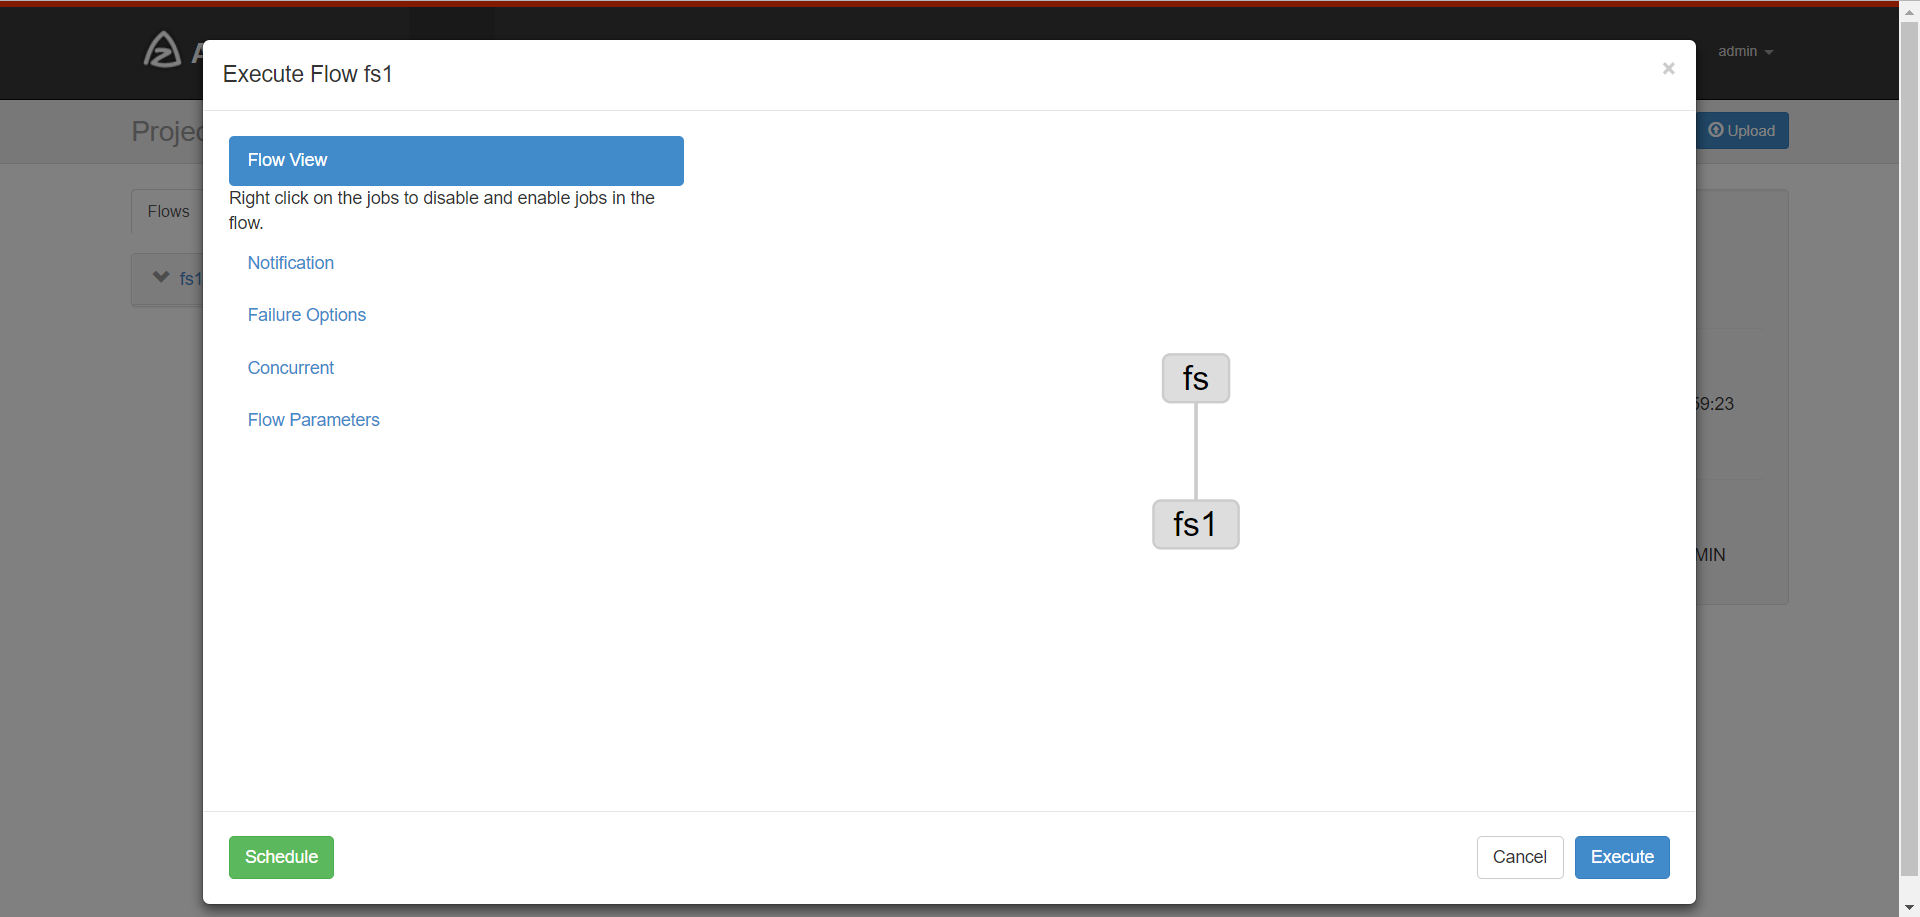 admin
Execute Flow fs1
×
Upload
Flow View
Right click on the jobs to disable and enable jobs in the
flow.
Flows
Notification
fs1
Failure Options
Concurrent
fs
59:23
Flow Parameters
fs1
MIN
Schedule
Cancel
Execute